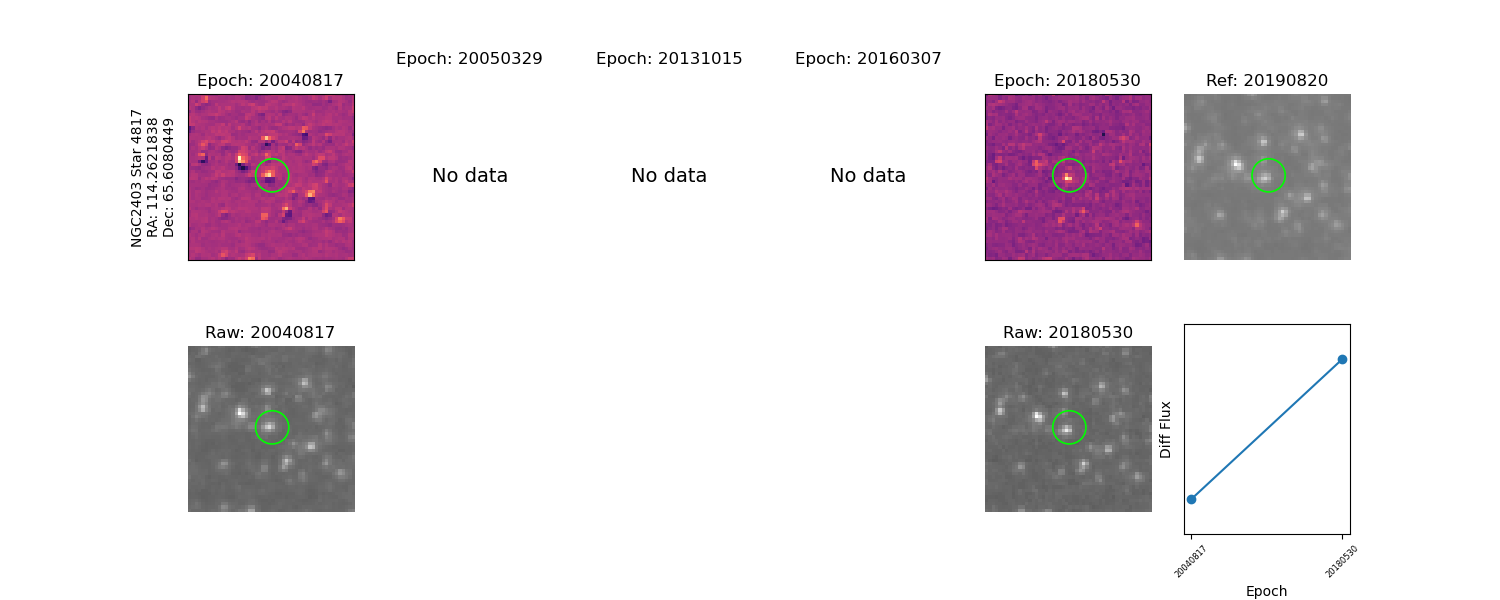 Epoch: 20040817
Epoch: 20050329
Epoch: 20131015
Epoch: 20160307
Epoch: 20180530
Ref: 20190820
NGC2403 Star 4817
RA: 114.2621838
Dec: 65.6080449
No data
No data
No data
Raw: 20040817
Raw: 20180530
Diff Flux
20040817
20180530
Epoch